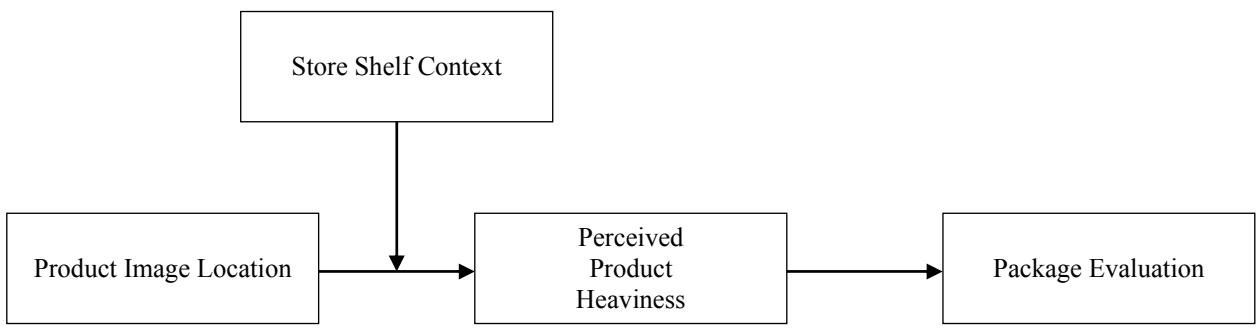 Store Shelf Context
Product Image Location
Perceived
Product
Heaviness
Package Evaluation